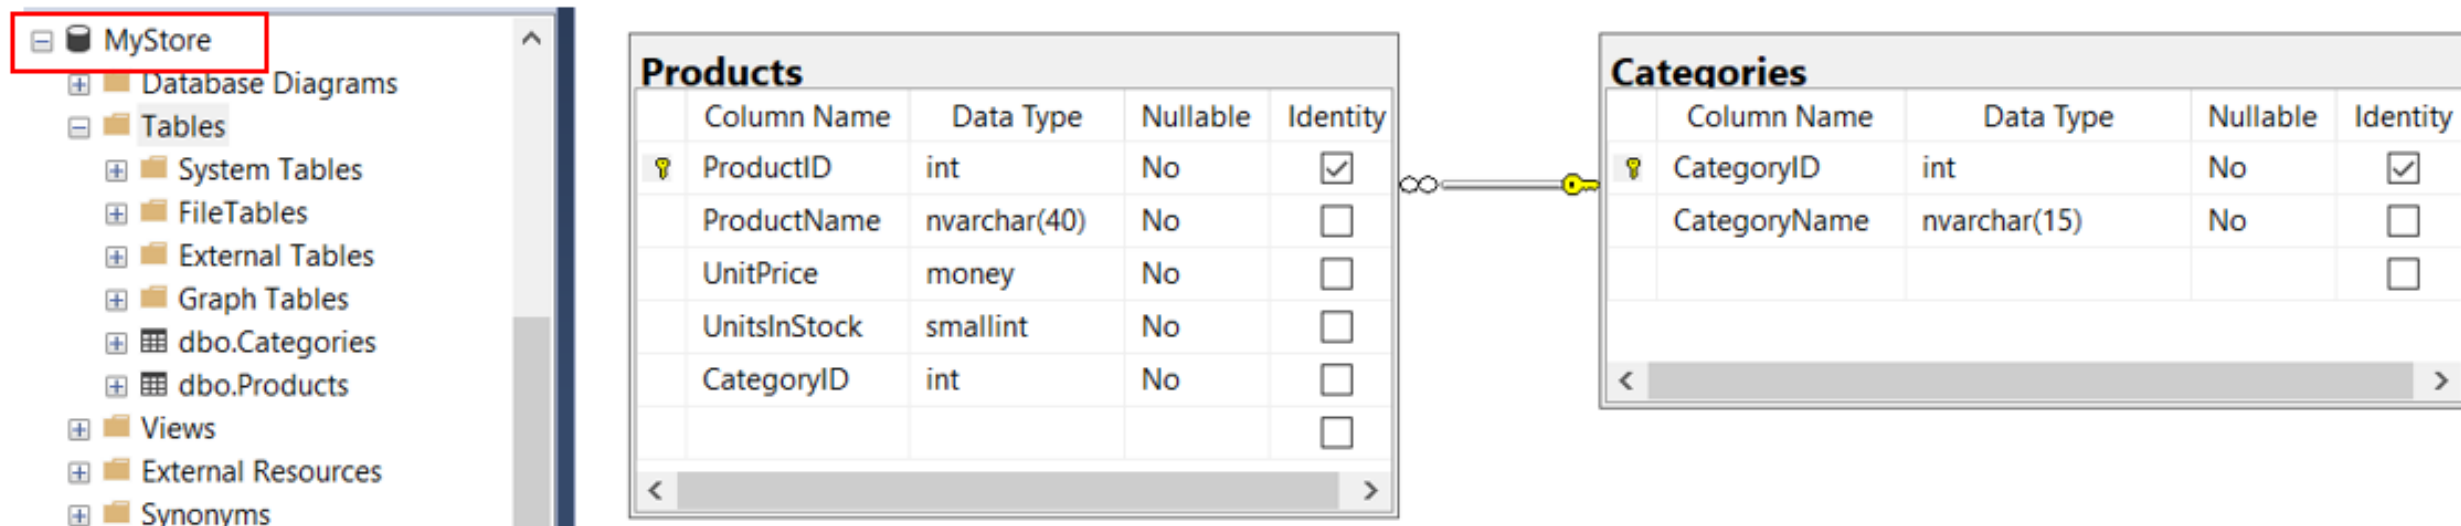 MyStore
Database Diagrams
Tables
System Tables
FileTables
External Tables
Graph Tables
dbo.Categories
dbo.Products
Views
External Resources
Synonyms
Products
Column Name Data Type Nullable Identity
ProductID int No
ProductName nvarchar(40) No
UnitPrice money No
UnitsInStock smallint No
CategoryID int No
Categories
Column Name Data Type Nullable Identity
CategoryID int No
CategoryName nvarchar(15) No